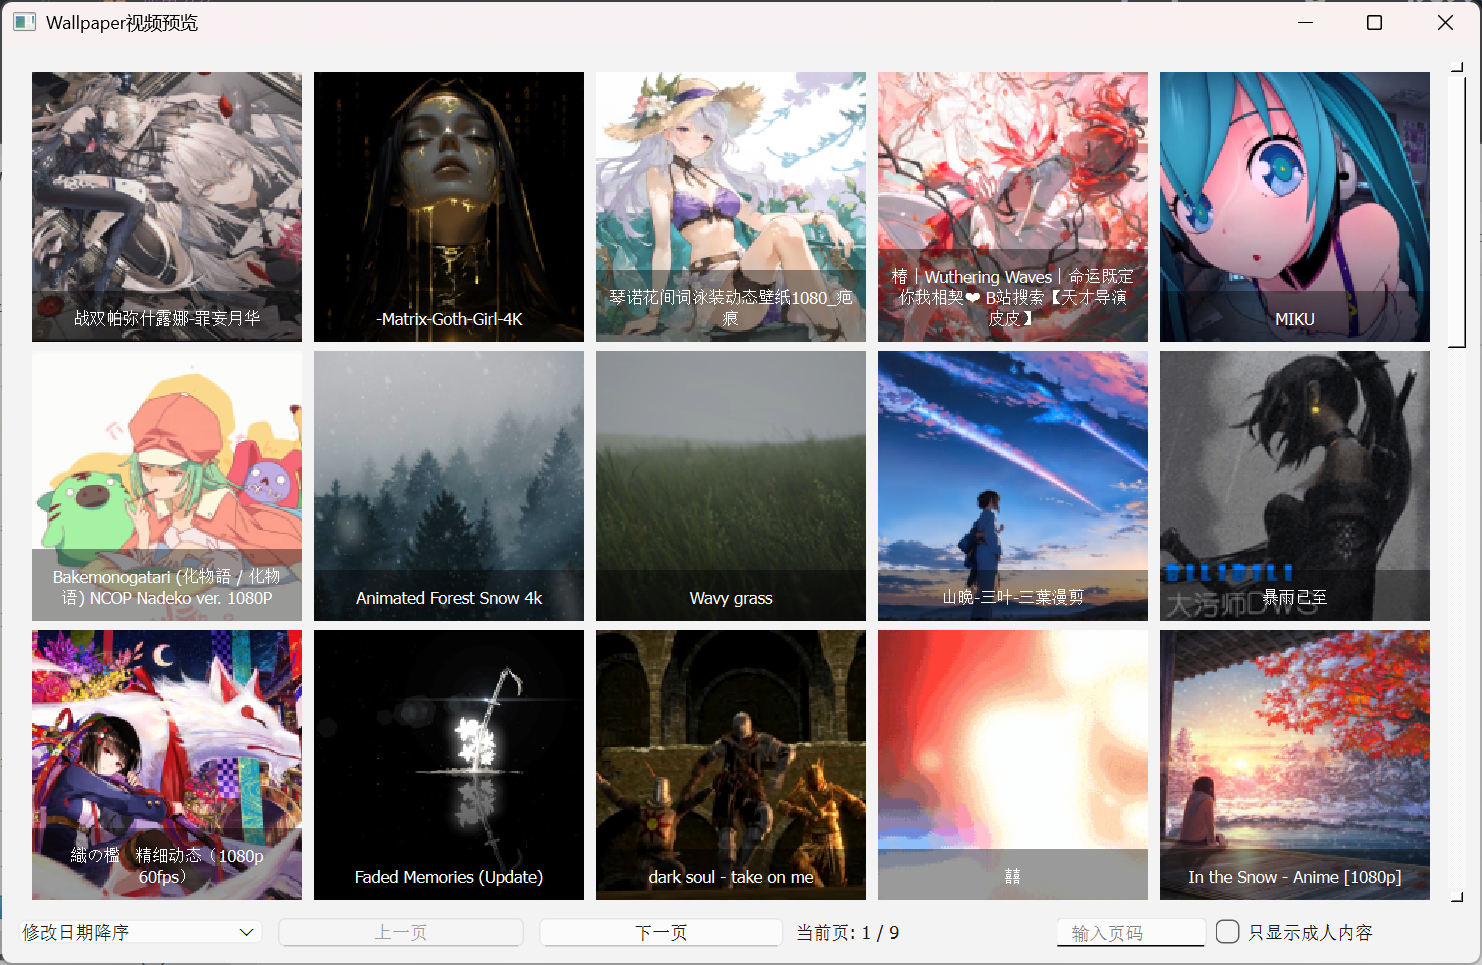 Wallpaper视频预览
战双帕弥什露娜-罪妄月华
-Matrix-Goth-Girl-4K
琴诺花间词泳装动态壁纸1080_疤
痕
椿｜Wuthering Waves｜命运既定
你我相契❤ B站搜索【天才导演
皮皮】
MIKU
Bakemonogatari (化物語 / 化物
语) NCOP Nadeko ver. 1080P
Animated Forest Snow 4k
Wavy grass
山晚-三叶-三葉漫剪
BILIBILI
大污师DWS
暴雨已至
織の檻　精细动态（1080p
60fps）
Faded Memories (Update)
dark soul - take on me
囍
In the Snow - Anime [1080p]
修改日期降序
上一页
下一页
当前页: 1 / 9
输入页码
只显示成人内容